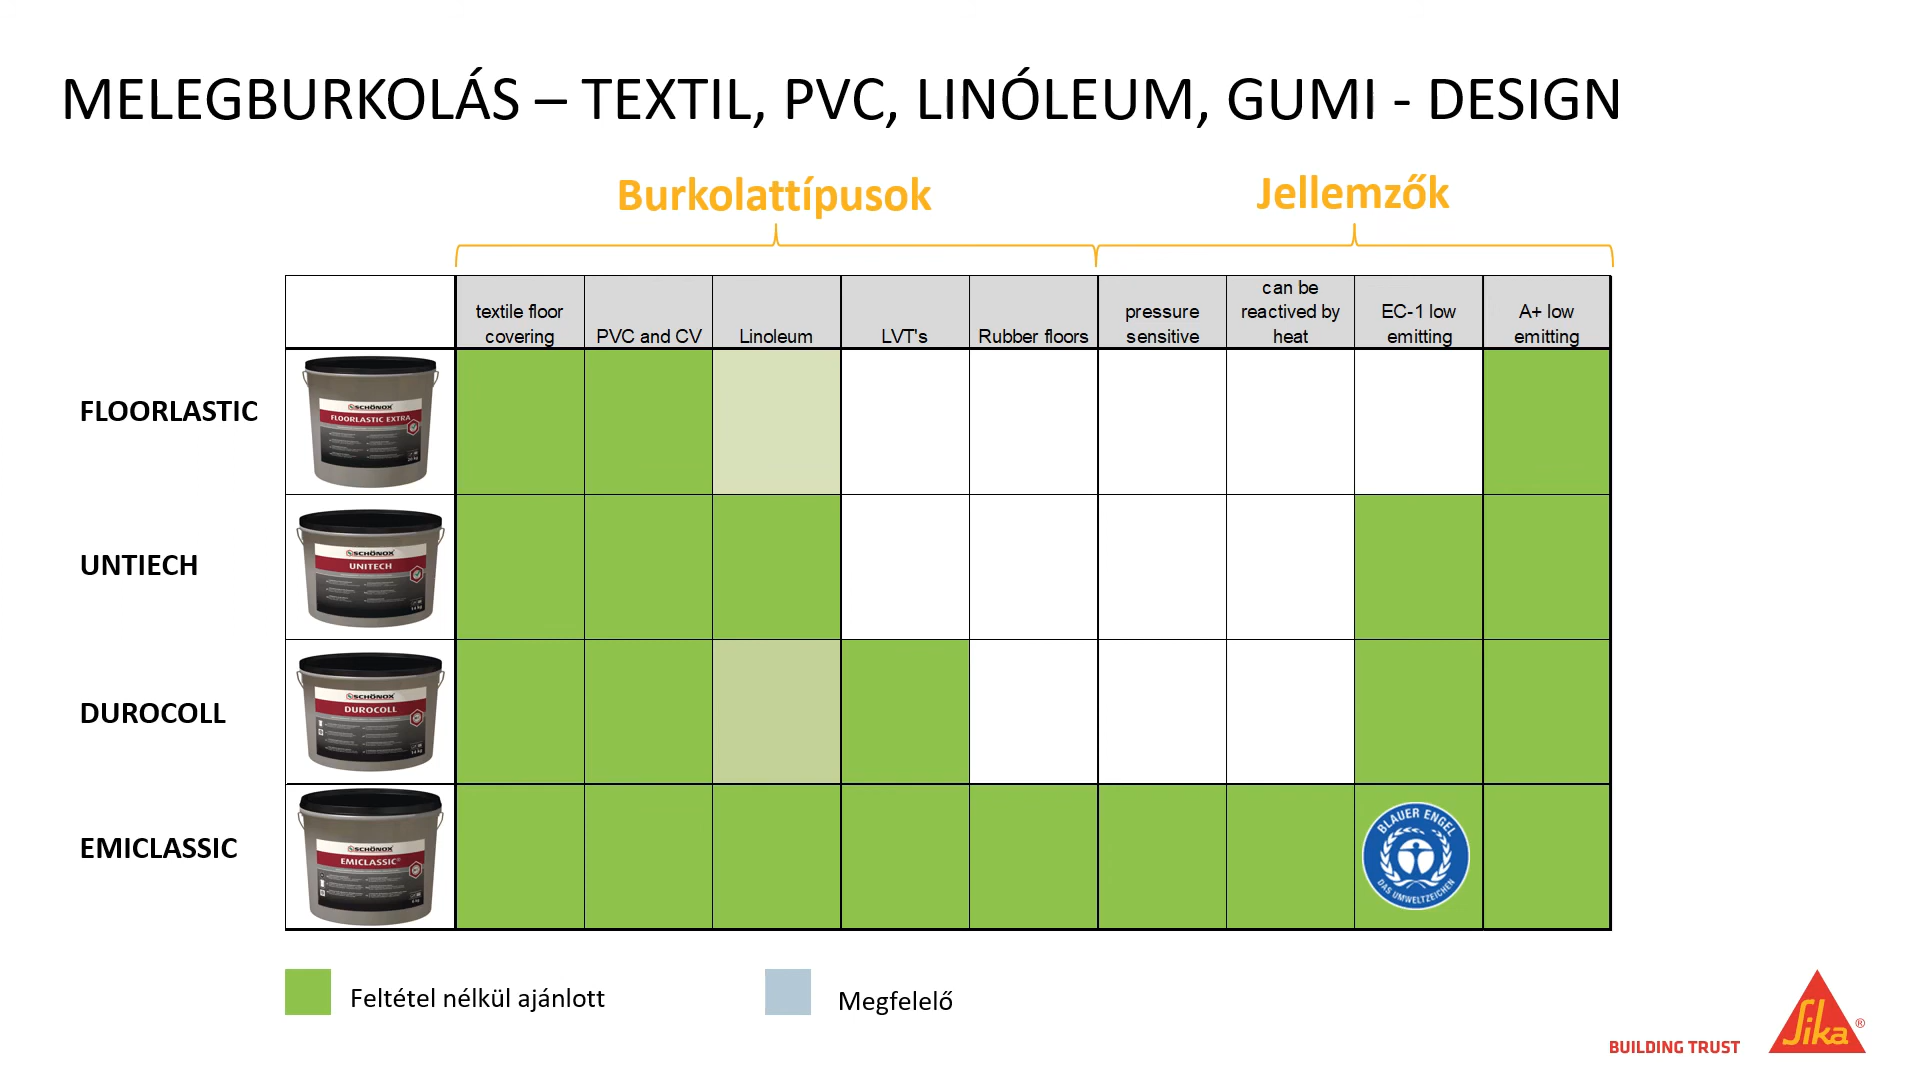 MELEGBURKOLÁS – TEXTIL, PVC, LINÓLEUM, GUMI - DESIGN
Burkolattípusok
Jellemzők
textile floor
covering
PVC and CV
Linoleum
LVT's
Rubber floors
pressure
sensitive
can be
reactived by
heat
EC-1 low
emitting
A+ low
emitting
FLOORLASTIC
SCHÖNOX
FLOORLASTIC EXTRA
UNTIECH
SCHÖNOX
UNITECH
DUROCOLL
SCHÖNOX
DUROCOLL
EMICLASSIC
SCHÖNOX
EMICLASSIC®
BLAUER ENGEL
DAS UMWELTZEICHEN
Feltétel nélkül ajánlott
Megfelelő
BUILDING TRUST
Sika®